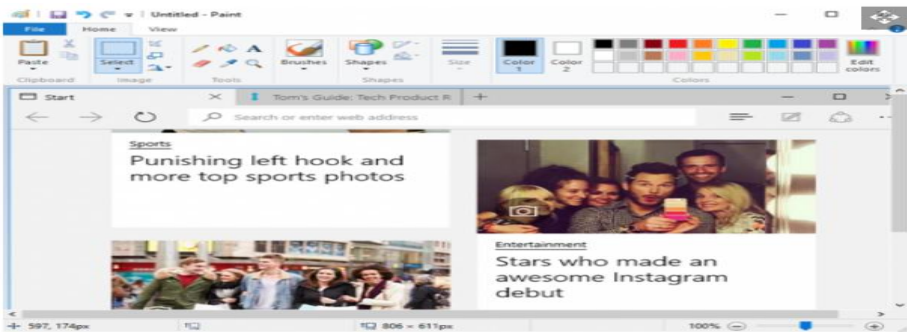 Untitled - Paint
File Home View
Paste Select Brushes Shapes Size Color 1 Color 2 Edit colors
Clipboard Image Tools Shapes Colors
Start Tom's Guide: Tech Product R
Search or enter web address
Sports
Punishing left hook and
more top sports photos
Entertainment
Stars who made an
awesome Instagram
debut
597, 174px 806 × 611px 100%